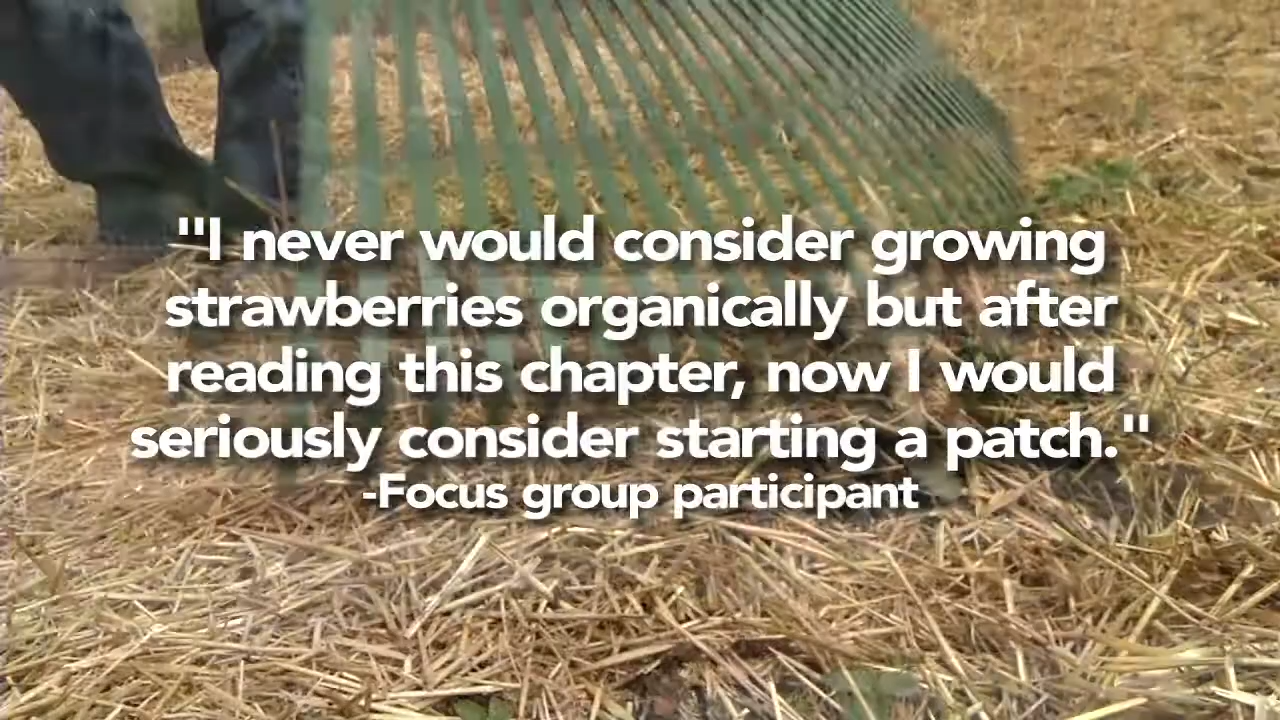 "I never would consider growing
strawberries organically but after
reading this chapter, now I would
seriously consider starting a patch."
-Focus group participant